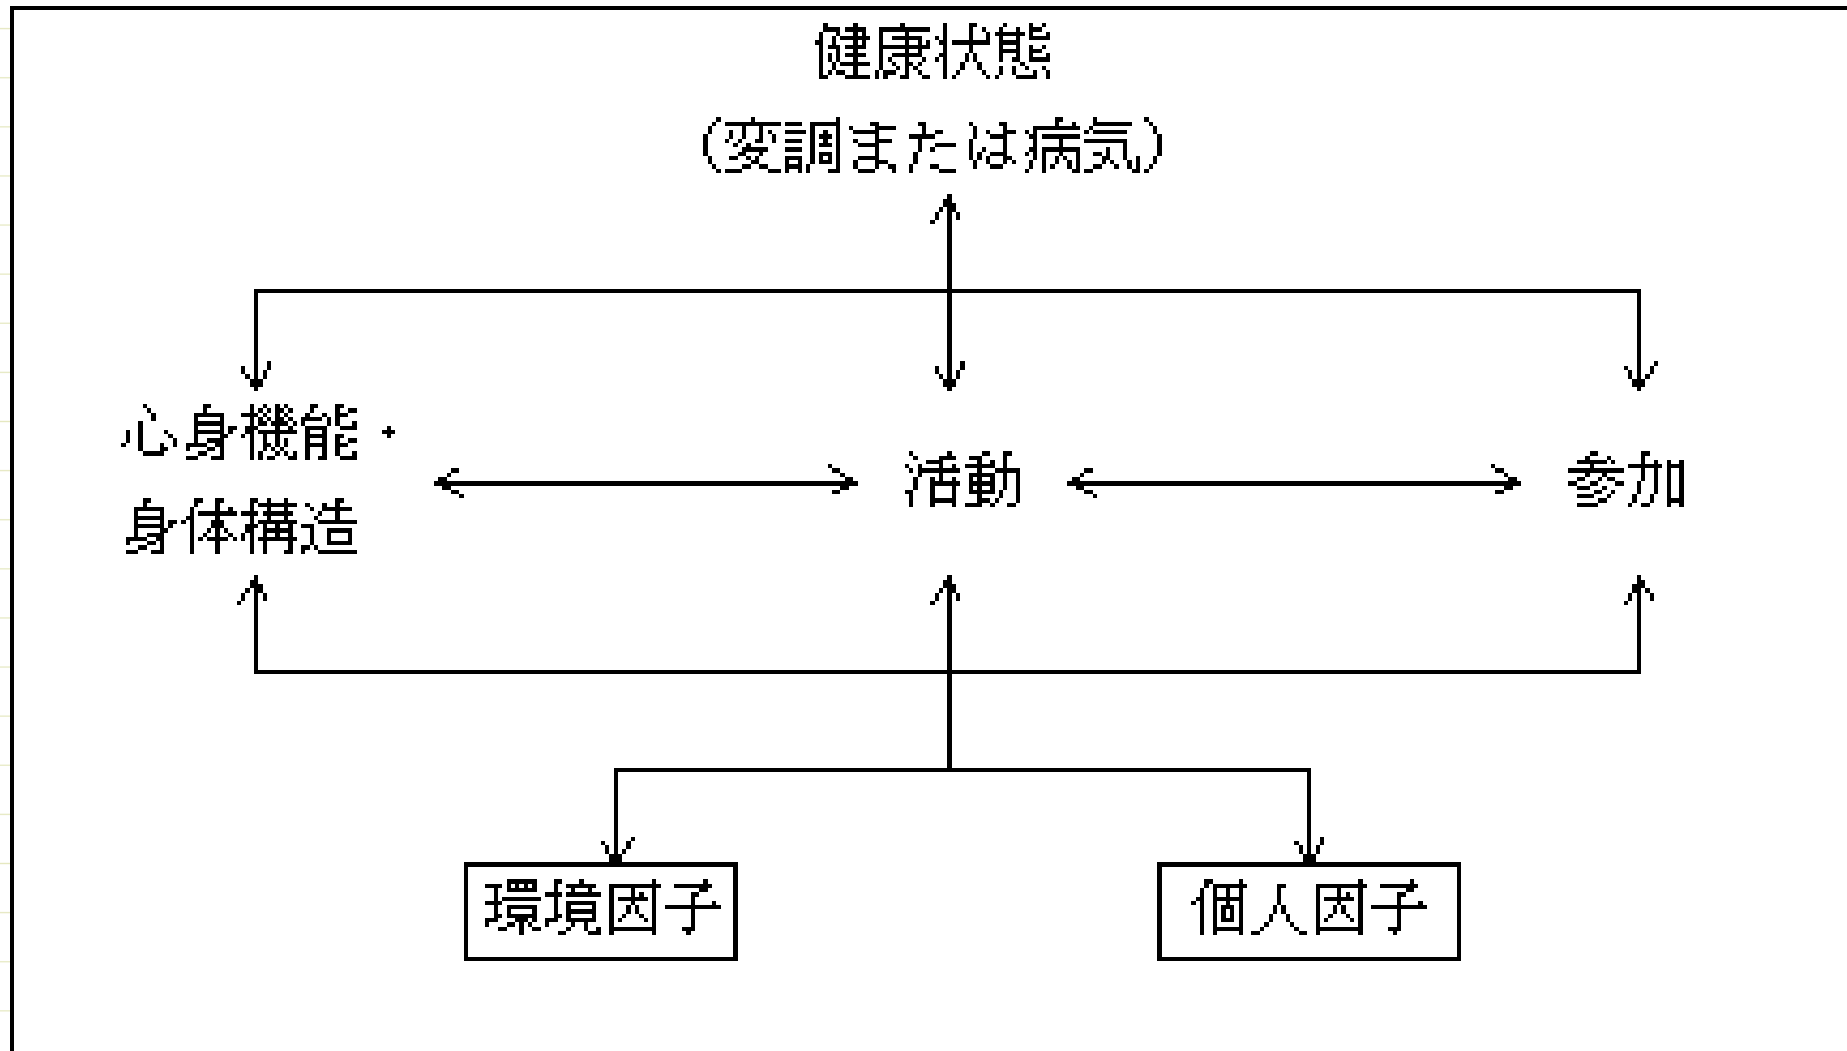 健康状態
(変調または病気)
心身機能・
身体構造
活動
参加
環境因子
個人因子